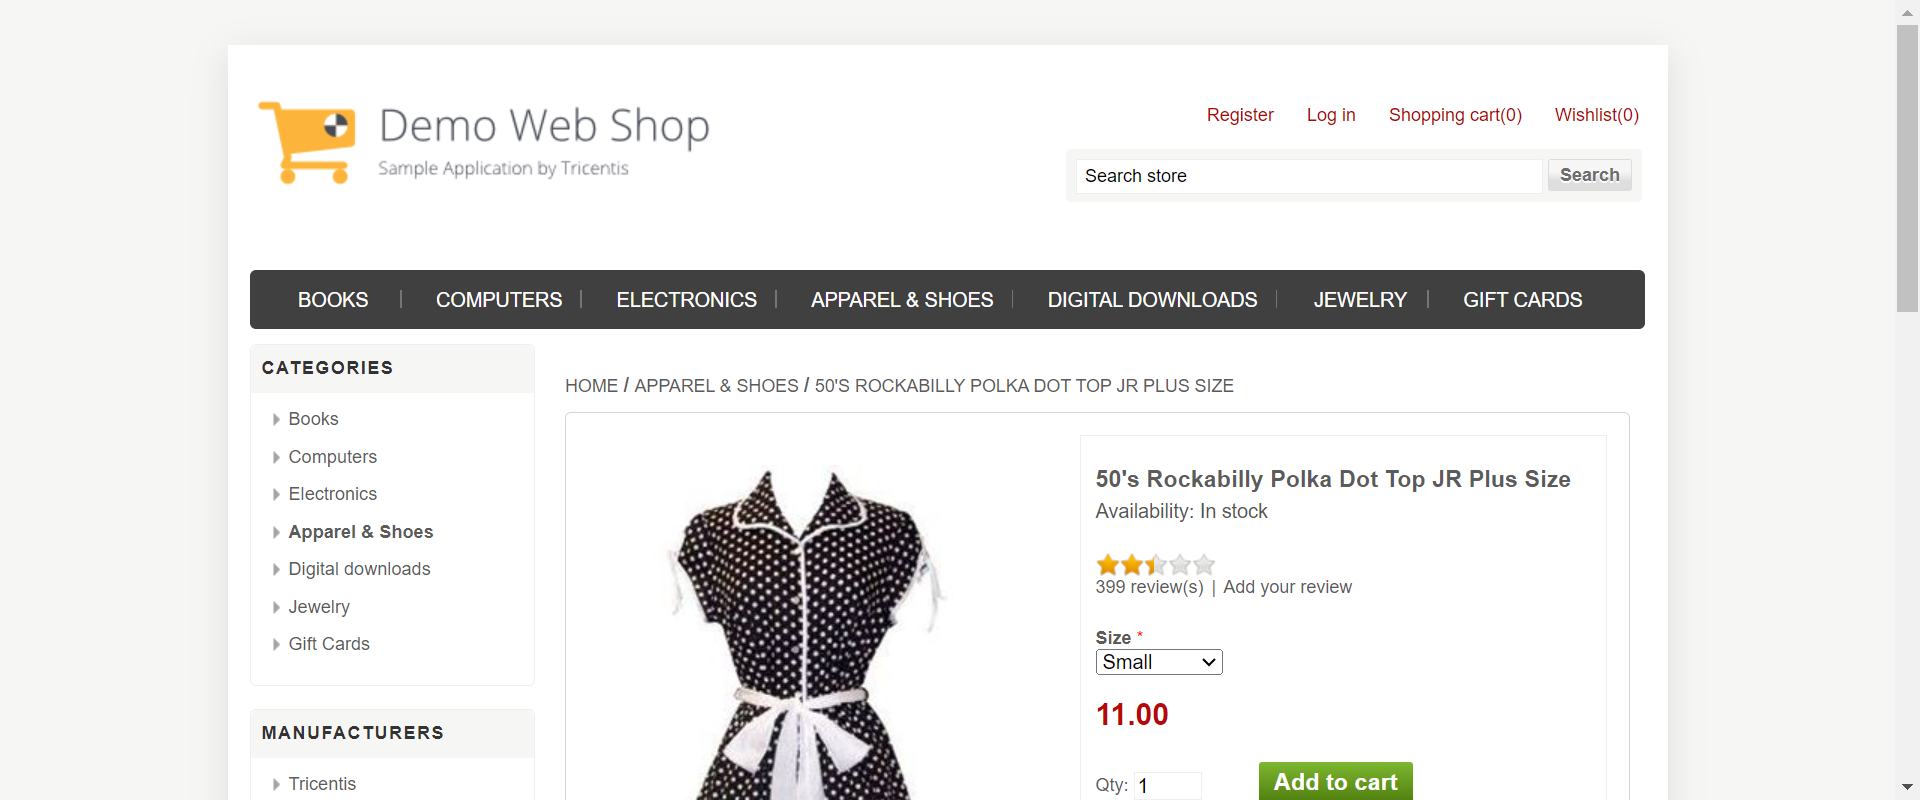 Demo Web Shop
Sample Application by Tricentis
Register Log in Shopping cart(0) Wishlist(0)
Search store Search
BOOKS COMPUTERS ELECTRONICS APPAREL & SHOES DIGITAL DOWNLOADS JEWELRY GIFT CARDS
CATEGORIES
Books
Computers
Electronics
Apparel & Shoes
Digital downloads
Jewelry
Gift Cards
MANUFACTURERS
Tricentis
HOME / APPAREL & SHOES / 50'S ROCKABILLY POLKA DOT TOP JR PLUS SIZE
50's Rockabilly Polka Dot Top JR Plus Size
Availability: In stock
399 review(s) | Add your review
Size *
Small
11.00
Qty: 1 Add to cart